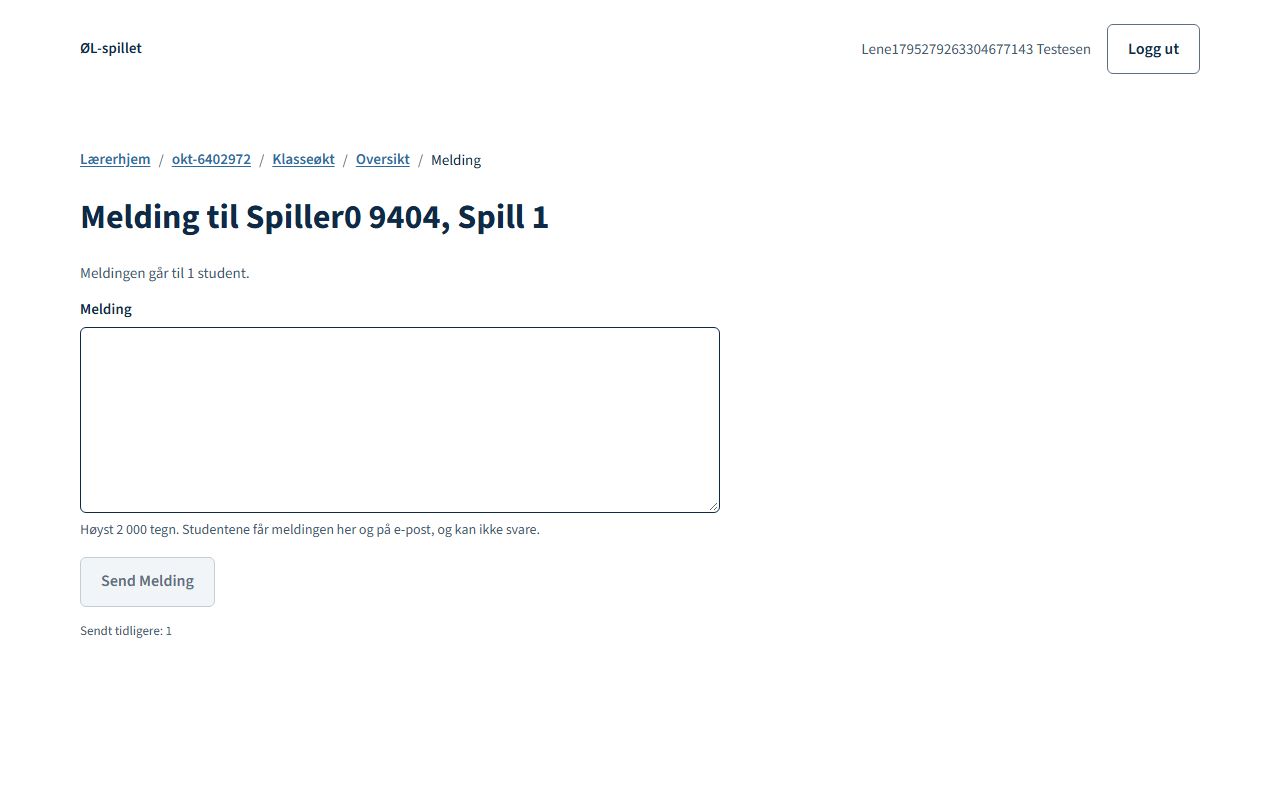 ØL-spillet
Lene1795279263304677143 Testesen
Logg ut
Lærerhjem / okt-6402972 / Klasseøkt / Oversikt / Melding
Melding til Spiller0 9404, Spill 1
Meldingen går til 1 student.
Melding
Høyst 2 000 tegn. Studentene får meldingen her og på e-post, og kan ikke svare.
Send Melding
Sendt tidligere: 1